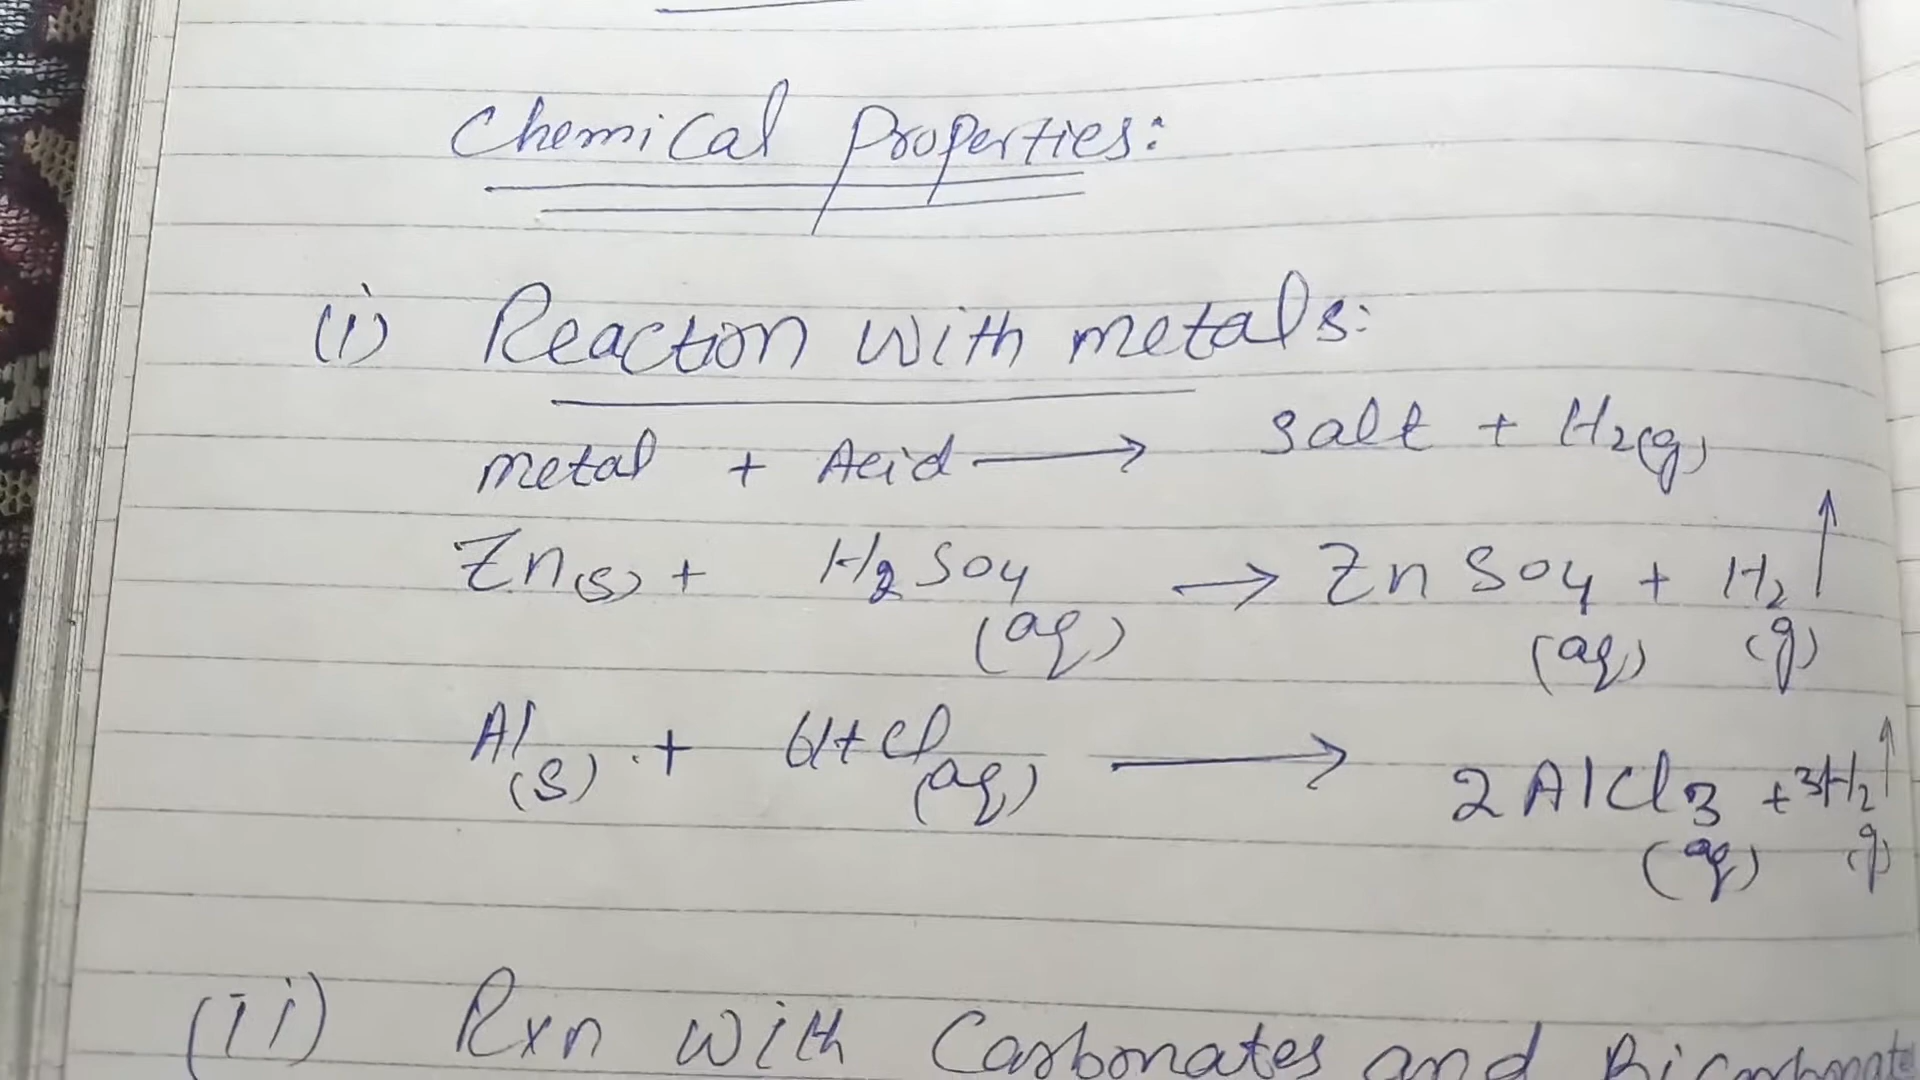 Chemical Properties:
(i) Reaction with metals:
metal + Acid → salt + H2(g)
Zn(s) + H2SO4 (aq) → ZnSO4 (aq) + H2↑ (g)
Al(s) + 6HCl(aq) → 2AlCl3 (aq) + 3H2↑ (g)
(ii) Rxn with Carbonates and Bicarbonate